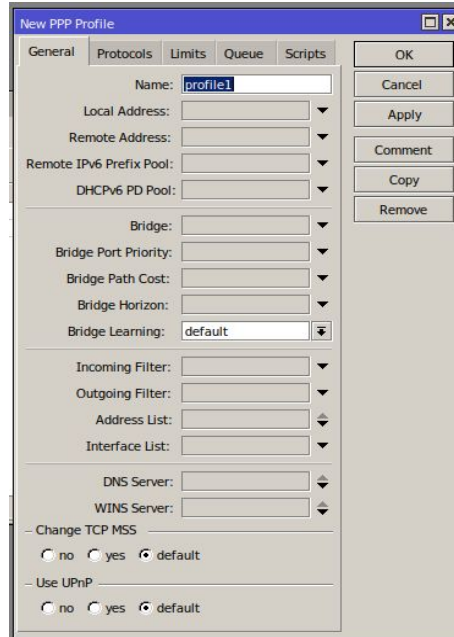 New PPP Profile
General Protocols Limits Queue Scripts
OK
Name: profile1
Cancel
Local Address:
Apply
Remote Address:
Remote IPv6 Prefix Pool:
Comment
DHCPv6 PD Pool:
Copy
Remove
Bridge:
Bridge Port Priority:
Bridge Path Cost:
Bridge Horizon:
Bridge Learning: default
Incoming Filter:
Outgoing Filter:
Address List:
Interface List:
DNS Server:
WINS Server:
Change TCP MSS
no yes default
Use UPnP
no yes default